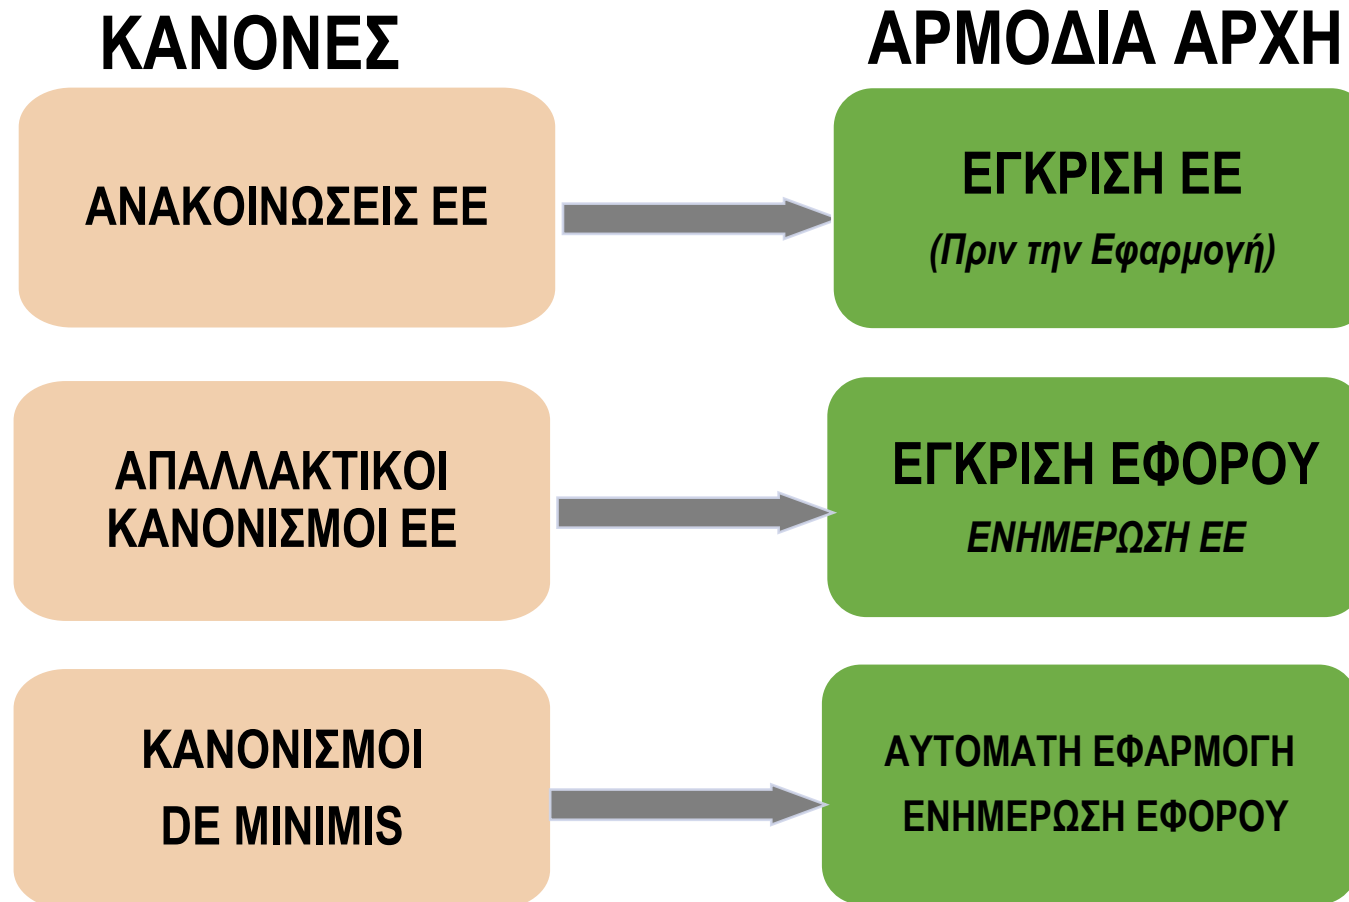 ΚΑΝΟΝΕΣ
ΑΡΜΟΔΙΑ ΑΡΧΗ
ΑΝΑΚΟΙΝΩΣΕΙΣ ΕΕ
ΕΓΚΡΙΣΗ ΕΕ
(Πριν την Εφαρμογή)
ΑΠΑΛΛΑΚΤΙΚΟΙ
ΚΑΝΟΝΙΣΜΟΙ ΕΕ
ΕΓΚΡΙΣΗ ΕΦΟΡΟΥ
ΕΝΗΜΕΡΩΣΗ ΕΕ
ΚΑΝΟΝΙΣΜΟΙ
DE MINIMIS
ΑΥΤΟΜΑΤΗ ΕΦΑΡΜΟΓΗ
ΕΝΗΜΕΡΩΣΗ ΕΦΟΡΟΥ